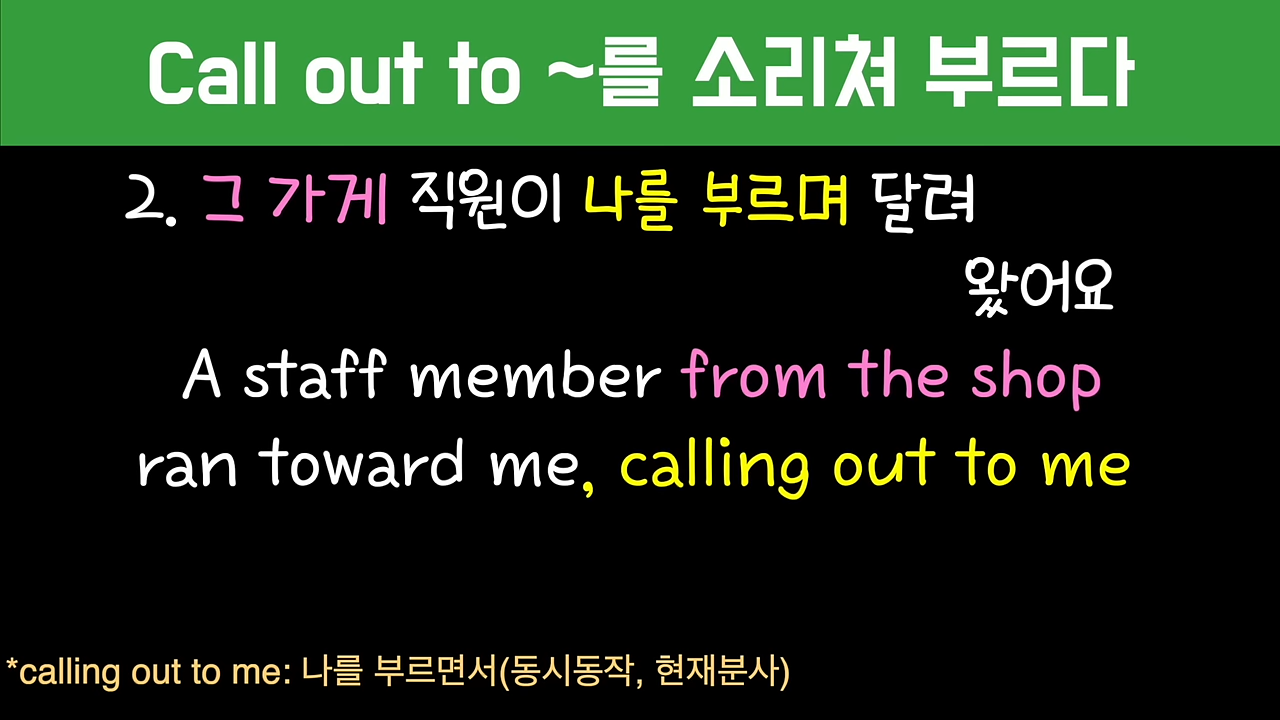 Call out to ~를 소리쳐 부르다
2. 그 가게 직원이 나를 부르며 달려
왔어요
A staff member from the shop
ran toward me, calling out to me
*calling out to me: 나를 부르면서(동시동작, 현재분사)